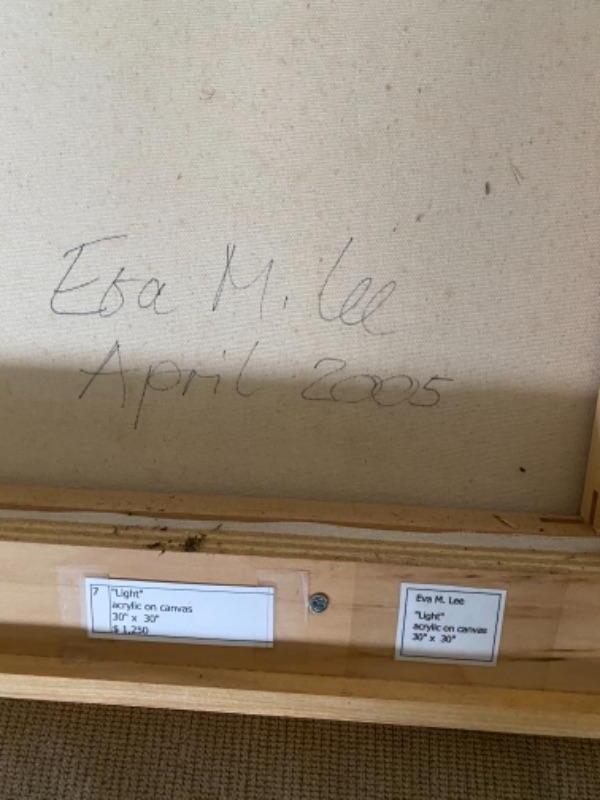 Eva M. Lee
April 2005
7
"Light"
acrylic on canvas
30" x 30"
$ 1,250
Eva M. Lee
"Light"
acrylic on canvas
30" x 30"